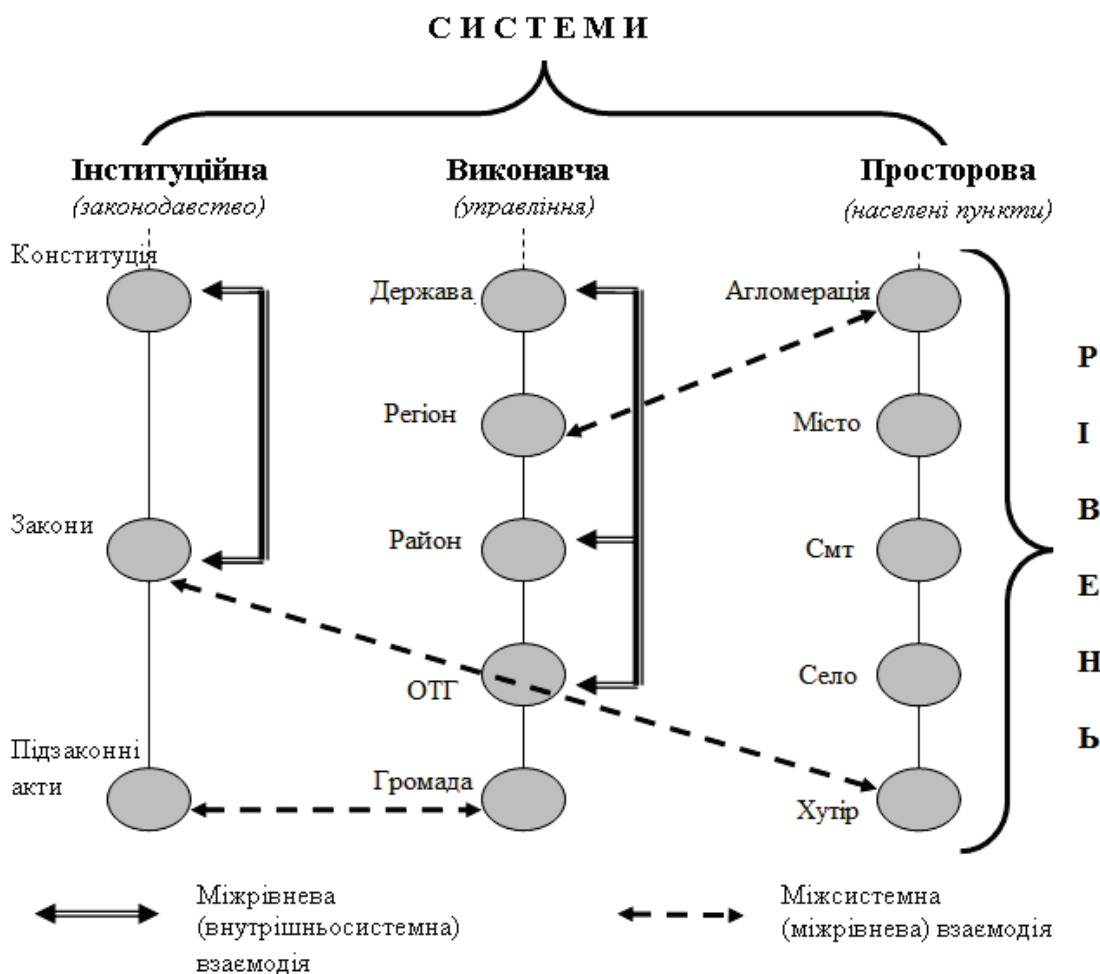 С И С Т Е М И
Інституційна
(законодавство)
Виконавча
(управління)
Просторова
(населені пункти)
Конституція
Держава
Агломерація
Регіон
Місто
Закони
Район
Смт
ОТГ
Село
Підзаконні
акти
Громада
Хутір
Р
І
В
Е
Н
Ь
Міжрівнева
(внутрішньосистемна)
взаємодія
Міжсистемна
(міжрівнева) взаємодія